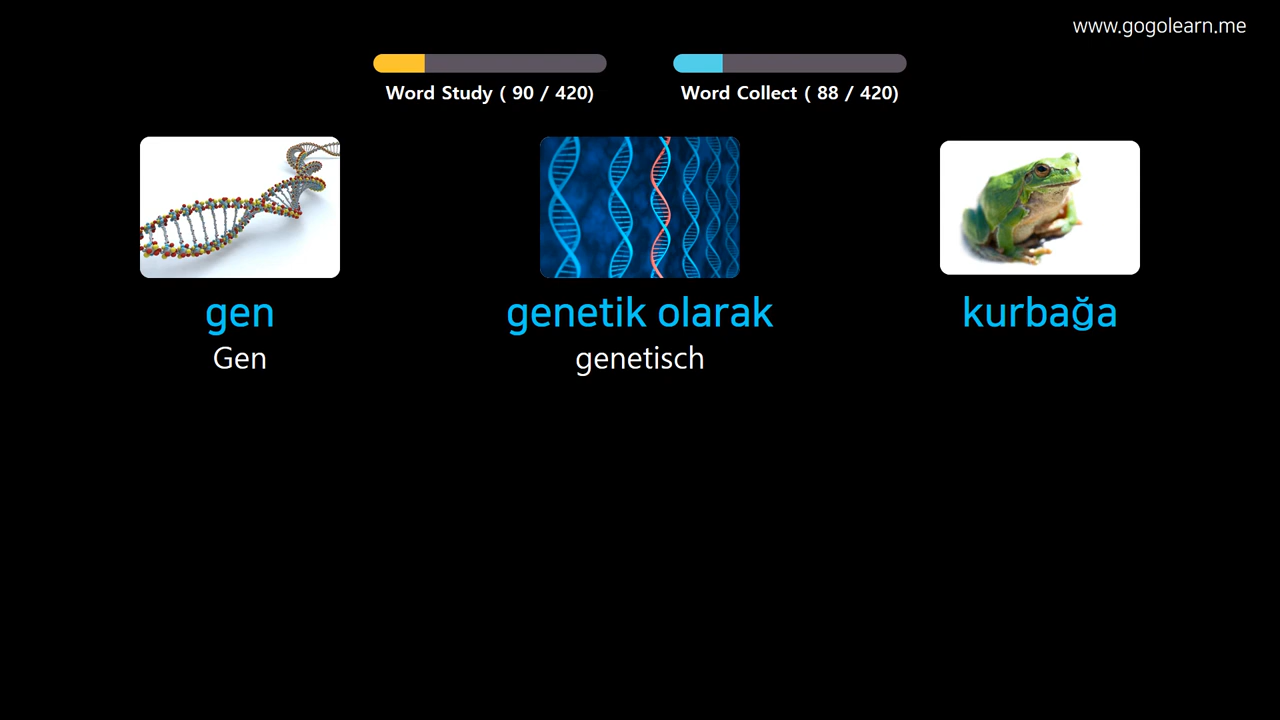 www.gogolearn.me
Word Study ( 90 / 420)
Word Collect ( 88 / 420)
gen
Gen
genetik olarak
genetisch
kurbağa